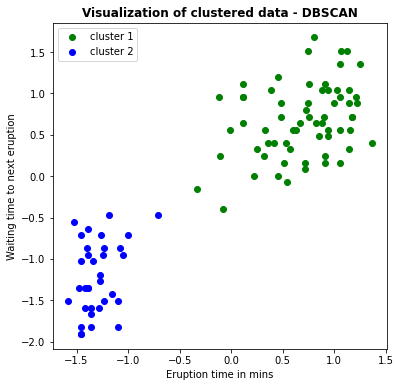 Visualization of clustered data - DBSCAN
cluster 1
cluster 2
Waiting time to next eruption
1.5
1.0
0.5
0.0
−0.5
−1.0
−1.5
−2.0
−1.5 −1.0 −0.5 0.0 0.5 1.0 1.5
Eruption time in mins